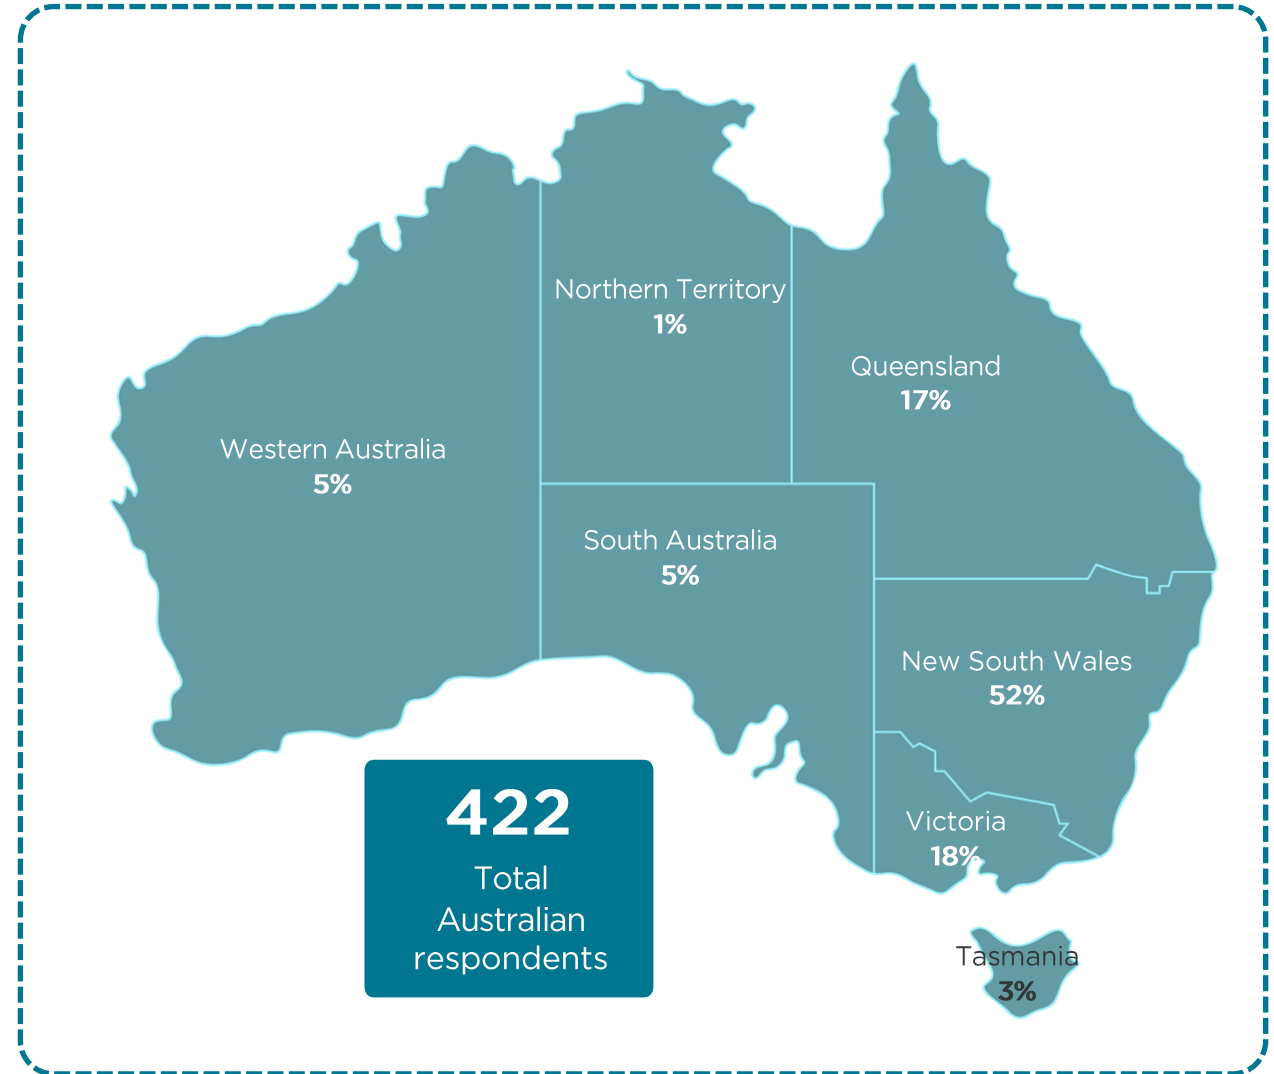 Northern Territory
1%
Queensland
17%
Western Australia
5%
South Australia
5%
New South Wales
52%
Victoria
18%
422
Total
Australian
respondents
Tasmania
3%